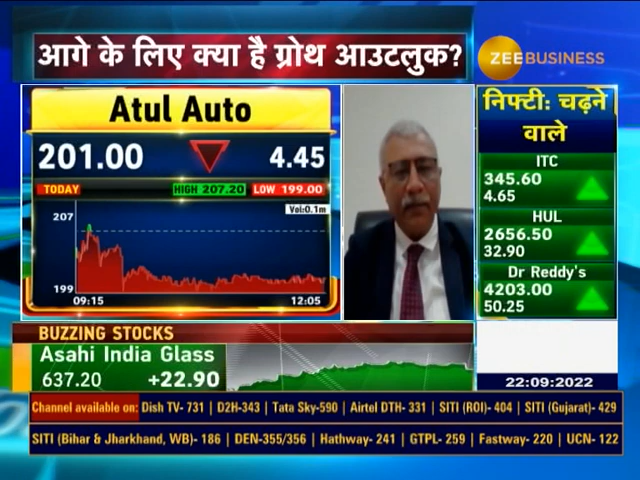 आगे के लिए क्या है ग्रोथ आउटलुक?
ZEEBUSINESS
Atul Auto
201.00 4.45
TODAY HIGH 207.20 LOW 199.00
Vol:0.1m
207
199
09:15 12:05
निफ्टी: चढ़ने
वाले
ITC
345.60
4.65
HUL
2656.50
32.90
Dr Reddy's
4203.00
50.25
BUZZING STOCKS
Asahi India Glass
637.20 +22.90
22.09.2022
Channel available on: Dish TV- 731 | D2H-343 | Tata Sky-590 | Airtel DTH- 331 | SITI (ROI)- 404 | SITI (Gujarat)- 429
SITI (Bihar & Jharkhand, WB)- 186 | DEN-355/356 | Hathway- 241 | GTPL- 259 | Fastway- 220 | UCN- 122